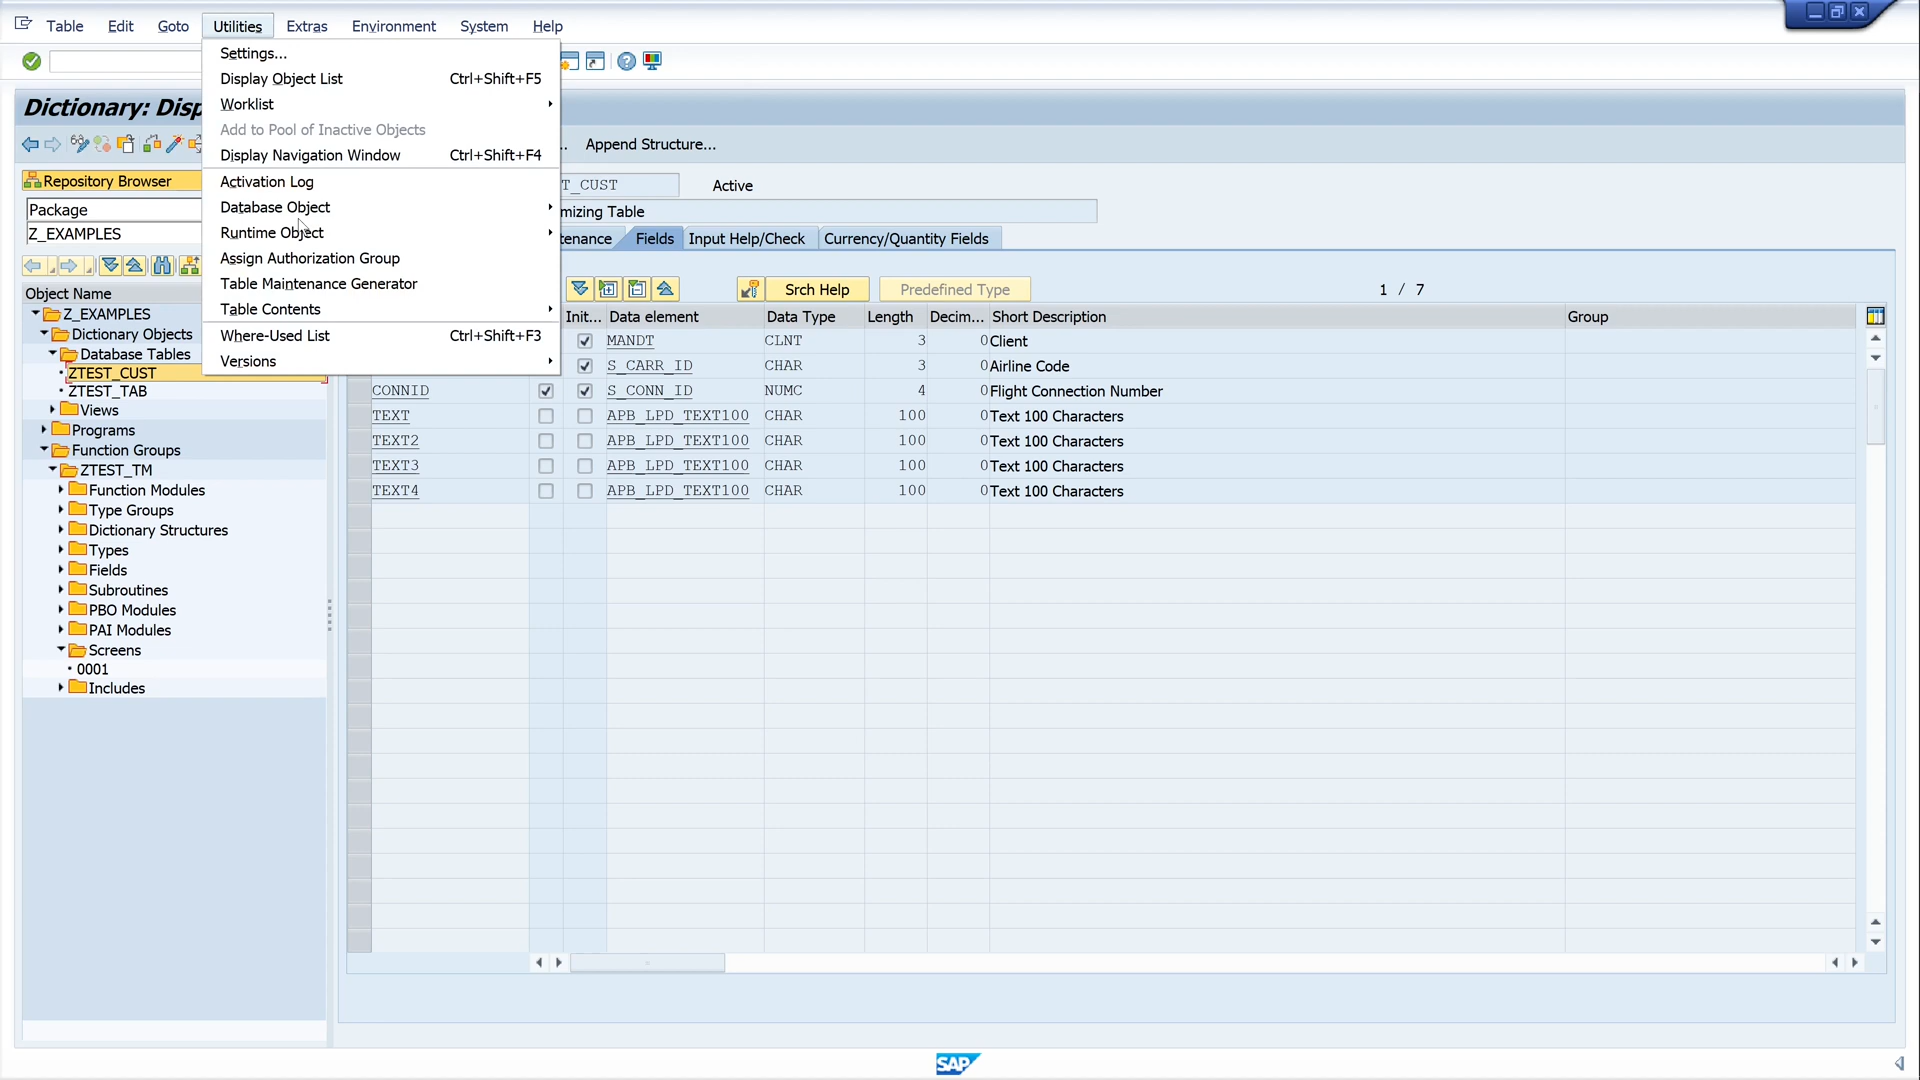 Table Edit Goto Utilities Extras Environment System Help
Settings...
Display Object List Ctrl+Shift+F5
Worklist
Add to Pool of Inactive Objects
Display Navigation Window Ctrl+Shift+F4
Activation Log
Database Object
Runtime Object
Assign Authorization Group
Table Maintenance Generator
Table Contents
Where-Used List Ctrl+Shift+F3
Versions
Dictionary: Disp
.. Append Structure...
Repository Browser
Package
Z_EXAMPLES
Object Name
Z_EXAMPLES
Dictionary Objects
Database Tables
ZTEST_CUST
ZTEST_TAB
Views
Programs
Function Groups
ZTEST_TM
Function Modules
Type Groups
Dictionary Structures
Types
Fields
Subroutines
PBO Modules
PAI Modules
Screens
0001
Includes
T_CUST Active
mizing Table
tenance Fields Input Help/Check Currency/Quantity Fields
Srch Help Predefined Type 1 / 7
Init... Data element Data Type Length Decim... Short Description Group
MANDT CLNT 3 0 Client
S_CARR_ID CHAR 3 0 Airline Code
CONNID S_CONN_ID NUMC 4 0 Flight Connection Number
TEXT APB_LPD_TEXT100 CHAR 100 0 Text 100 Characters
TEXT2 APB_LPD_TEXT100 CHAR 100 0 Text 100 Characters
TEXT3 APB_LPD_TEXT100 CHAR 100 0 Text 100 Characters
TEXT4 APB_LPD_TEXT100 CHAR 100 0 Text 100 Characters
SAP